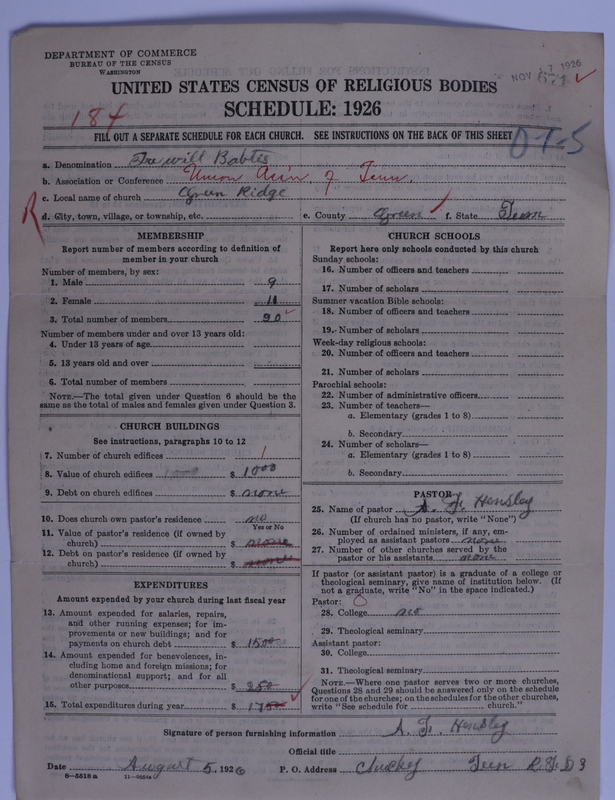 DEPARTMENT OF COMMERCE
BUREAU OF THE CENSUS
WASHINGTON
NOV 1926
UNITED STATES CENSUS OF RELIGIOUS BODIES
SCHEDULE: 1926
184
FILL OUT A SEPARATE SCHEDULE FOR EACH CHURCH. SEE INSTRUCTIONS ON THE BACK OF THIS SHEET
a. Denomination Free will Babtis
b. Association or Conference Union Ass'n of Tenn.
c. Local name of church Green Ridge
d. City, town, village, or township, etc. e. County Green f. State Tenn
MEMBERSHIP
Report number of members according to definition of
member in your church
Number of members, by sex:
1. Male 9
2. Female 11
3. Total number of members 20
Number of members under and over 13 years old:
4. Under 13 years of age
5. 13 years old and over
6. Total number of members
NOTE.—The total given under Question 6 should be the
same as the total of males and females given under Question 3.
CHURCH BUILDINGS
See instructions, paragraphs 10 to 12
7. Number of church edifices 1
8. Value of church edifices 1000 $ 1000
9. Debt on church edifices $ none
10. Does church own pastor's residence no
Yes or No
11. Value of pastor's residence (if owned by
church) $ none
12. Debt on pastor's residence (if owned by
church) $ none
EXPENDITURES
Amount expended by your church during last fiscal year
13. Amount expended for salaries, repairs,
and other running expenses; for im-
provements or new buildings; and for
payments on church debt $ 1500
14. Amount expended for benevolences, in-
cluding home and foreign missions; for
denominational support; and for all
other purposes $ 250
15. Total expenditures during year $ 17
CHURCH SCHOOLS
Report here only schools conducted by this church
Sunday schools:
16. Number of officers and teachers
17. Number of scholars
Summer vacation Bible schools:
18. Number of officers and teachers
19. Number of scholars
Week-day religious schools:
20. Number of officers and teachers
21. Number of scholars
Parochial schools:
22. Number of administrative officers
23. Number of teachers—
a. Elementary (grades 1 to 8)
b. Secondary
24. Number of scholars—
a. Elementary (grades 1 to 8)
b. Secondary
PASTOR
25. Name of pastor A. F. Hensley
(If church has no pastor, write "None")
26. Number of ordained ministers, if any, em-
ployed as assistant pastors none
27. Number of other churches served by the
pastor or his assistants none
If pastor (or assistant pastor) is a graduate of a college or
theological seminary, give name of institution below. (If
not a graduate, write "No" in the space indicated.)
Pastor: O
28. College no
29. Theological seminary
Assistant pastor:
30. College
31. Theological seminary
NOTE.—Where one pastor serves two or more churches,
Questions 28 and 29 should be answered only on the schedule
for one of the churches; on the schedules for the other churches,
write "See schedule for church."
Signature of person furnishing information A. F. Hensley
Official title
Date August 5, 1926 P. O. Address Chuckey Tenn R.F.D 3
8—5518 a